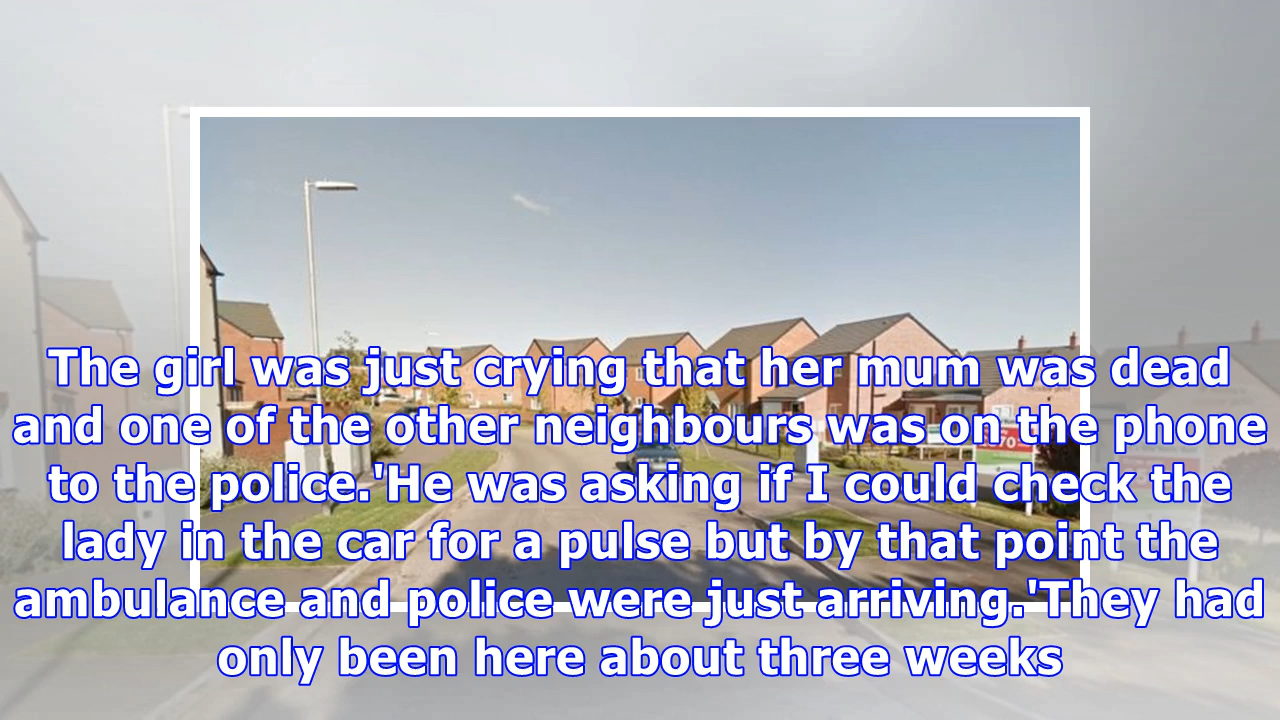 The girl was just crying that her mum was dead
and one of the other neighbours was on the phone
to the police.'He was asking if I could check the
lady in the car for a pulse but by that point the
ambulance and police were just arriving.'They had
only been here about three weeks